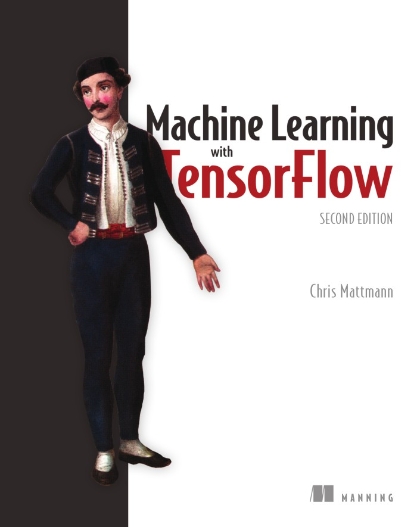 Machine Learning
with
TensorFlow
SECOND EDITION
Chris Mattmann
MANNING